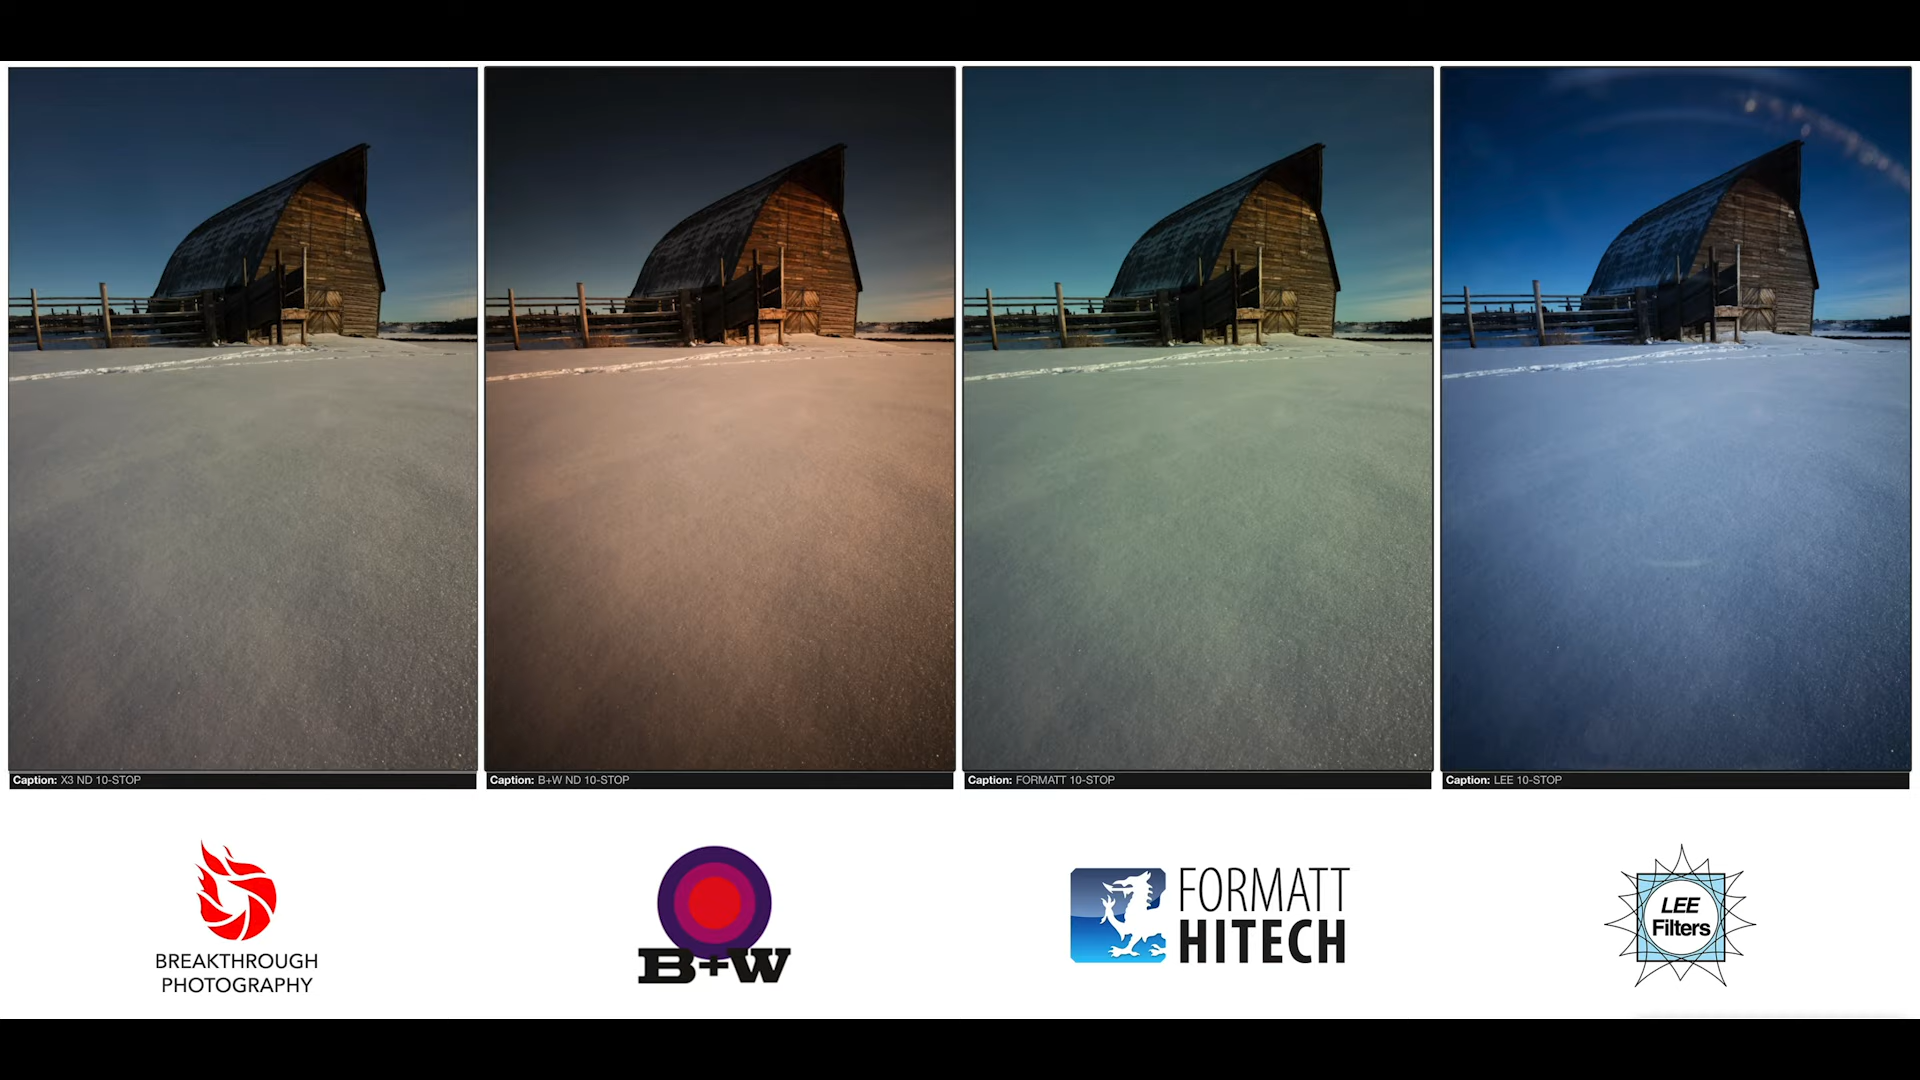 Caption: X3 ND 10-STOP
Caption: B+W ND 10-STOP
Caption: FORMATT 10-STOP
Caption: LEE 10-STOP
BREAKTHROUGH
PHOTOGRAPHY
B+W
FORMATT
HITECH
LEE
Filters